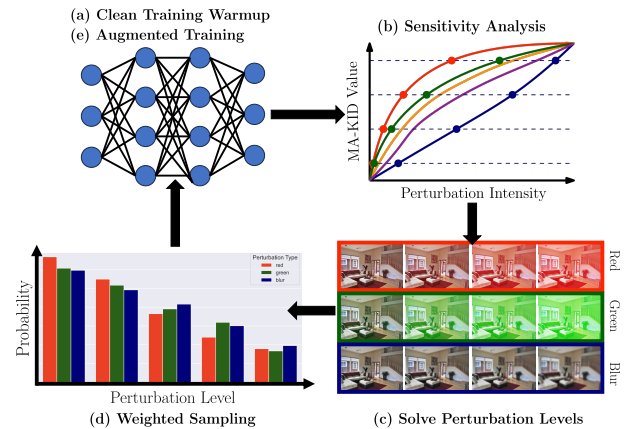 (a) Clean Training Warmup
(e) Augmented Training
(b) Sensitivity Analysis
MA-KID Value
Perturbation Intensity
Red
Green
Blur
(c) Solve Perturbation Levels
Probability
Perturbation Type
red
green
blur
Perturbation Level
(d) Weighted Sampling